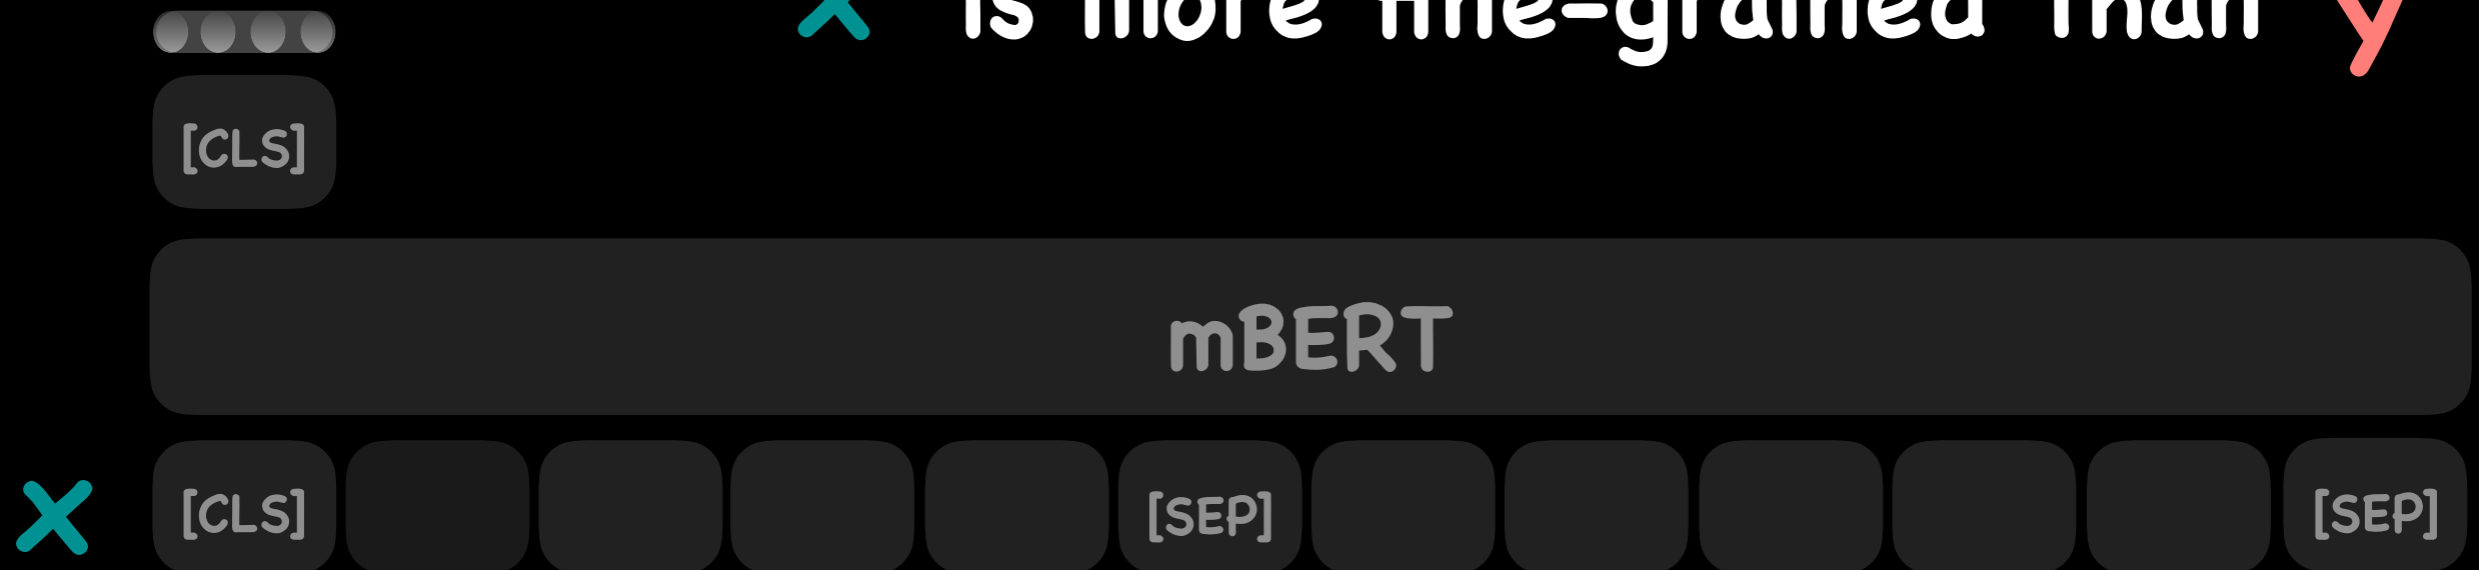 x is more fine-grained than y
[CLS]
mBERT
x [CLS] [SEP] [SEP]